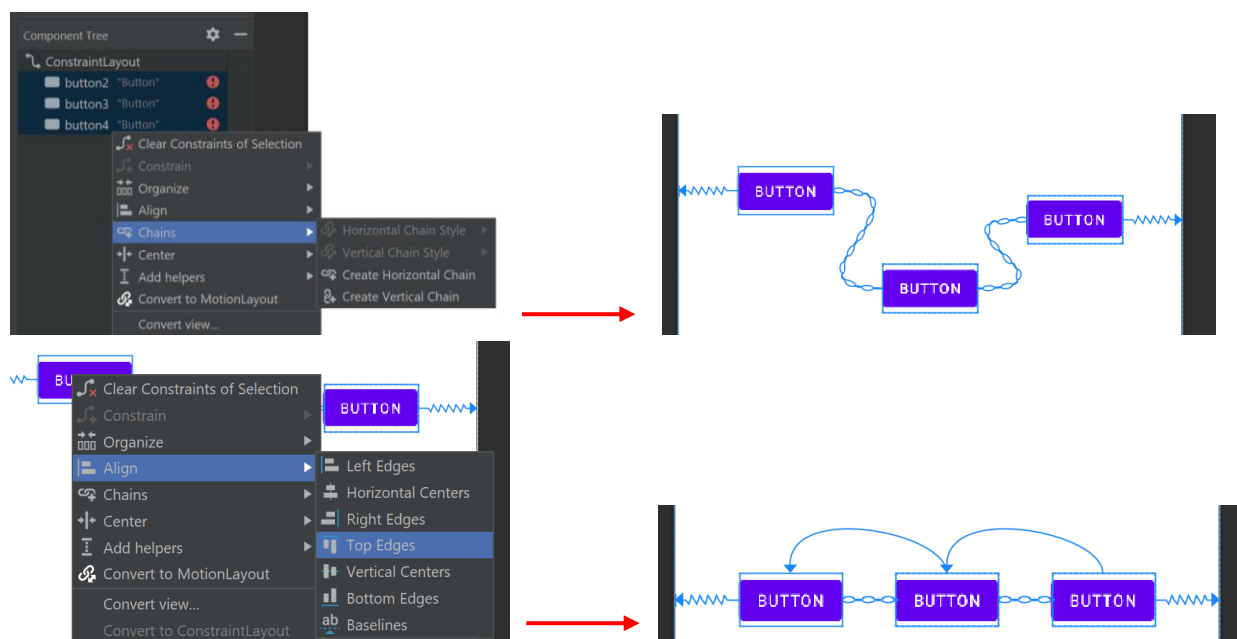 Component Tree
ConstraintLayout
button2 "Button"
button3 "Button"
button4 "Button"
Clear Constraints of Selection
Constrain
Organize
Align
Chains
Center
Add helpers
Convert to MotionLayout
Convert view...
Horizontal Chain Style
Vertical Chain Style
Create Horizontal Chain
Create Vertical Chain
BUTTON
BUTTON
BUTTON
BU
Clear Constraints of Selection
Constrain
Organize
Align
Chains
Center
Add helpers
Convert to MotionLayout
Convert view...
Convert to ConstraintLayout
BUTTON
Left Edges
Horizontal Centers
Right Edges
Top Edges
Vertical Centers
Bottom Edges
ab Baselines
BUTTON BUTTON BUTTON